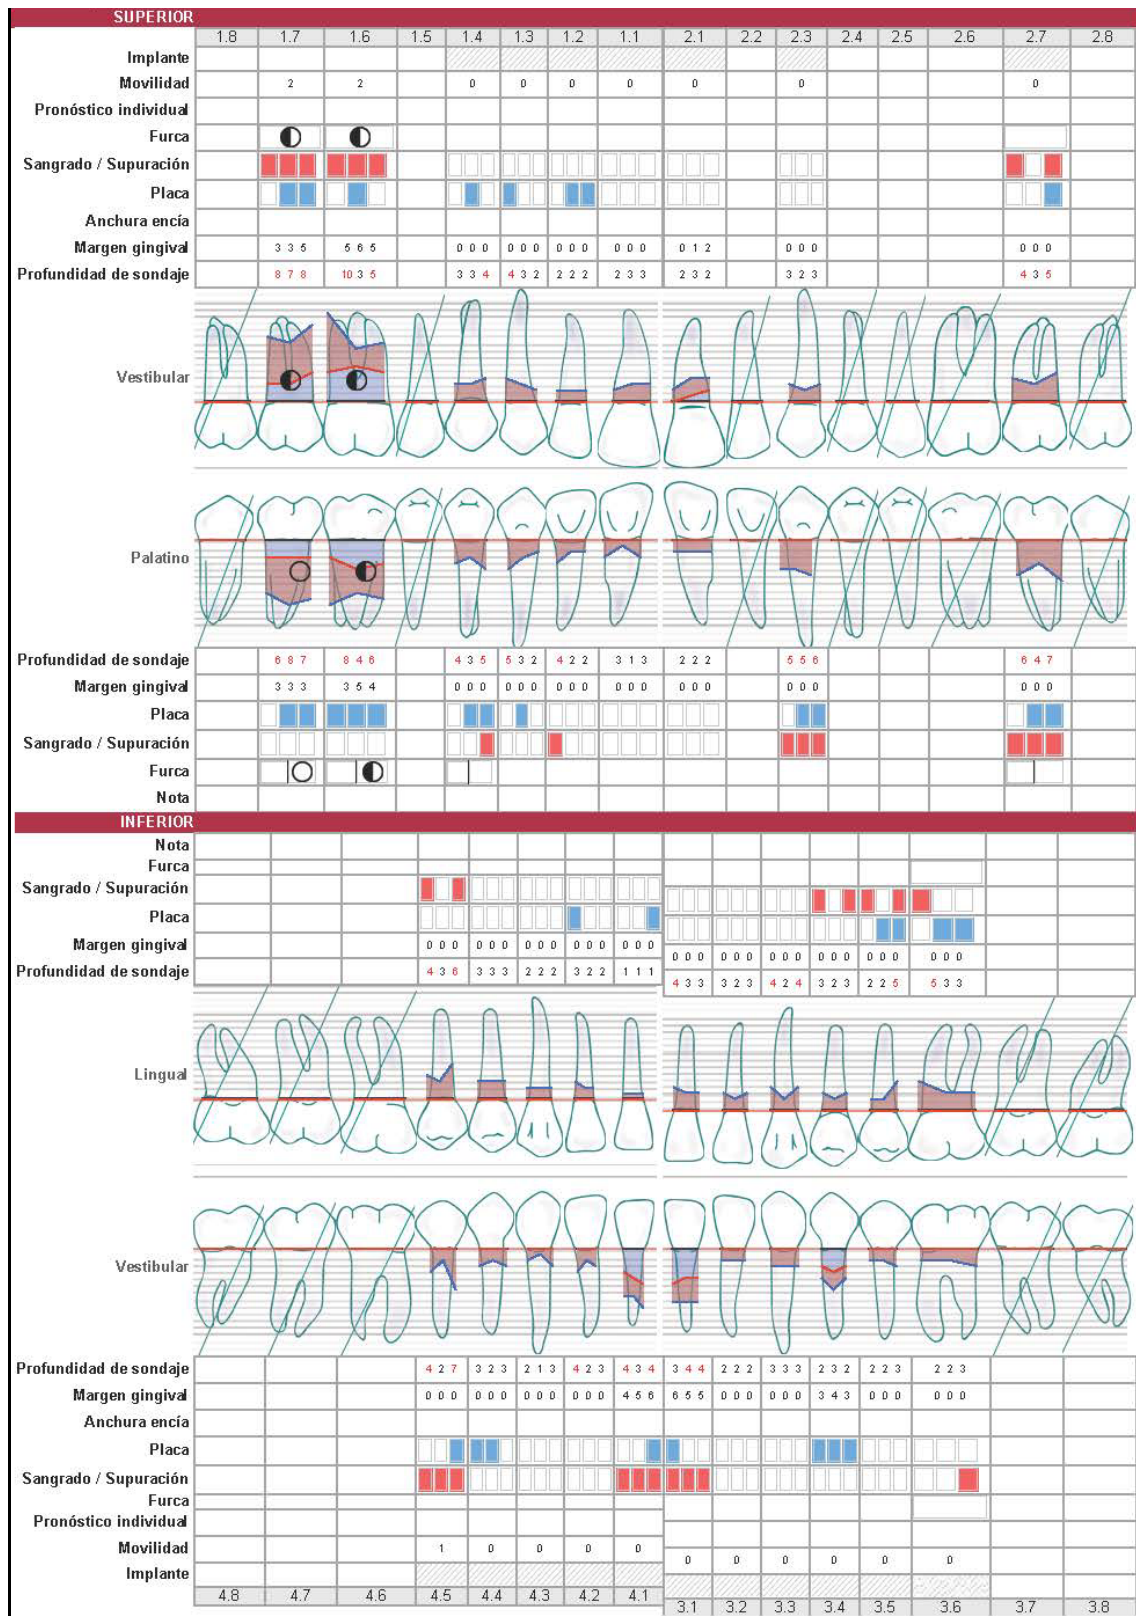 SUPERIOR
1.8 1.7 1.6 1.5 1.4 1.3 1.2 1.1 2.1 2.2 2.3 2.4 2.5 2.6 2.7 2.8
Implante
Movilidad 2 2 0 0 0 0 0 0 0
Pronóstico individual
Furca
Sangrado / Supuración
Placa
Anchura encía
Margen gingival 3 3 5 5 6 5 0 0 0 0 0 0 0 0 0 0 0 0 0 1 2 0 0 0 0 0 0
Profundidad de sondaje 8 7 8 10 3 5 3 3 4 4 3 2 2 2 2 2 3 3 2 3 2 3 2 3 4 3 5
Vestibular
Palatino
Profundidad de sondaje 6 8 7 8 4 6 4 3 5 5 3 2 4 2 2 3 1 3 2 2 2 5 5 6 6 4 7
Margen gingival 3 3 3 3 5 4 0 0 0 0 0 0 0 0 0 0 0 0 0 0 0 0 0 0 0 0 0
Placa
Sangrado / Supuración
Furca
Nota
INFERIOR
Nota
Furca
Sangrado / Supuración
Placa
Margen gingival 0 0 0 0 0 0 0 0 0 0 0 0 0 0 0 0 0 0 0 0 0 0 0 0 0 0 0 0 0 0 0 0 0
Profundidad de sondaje 4 3 6 3 3 3 2 2 2 3 2 2 1 1 1 4 3 3 3 2 3 4 2 4 3 2 3 2 2 5 5 3 3
Lingual
Vestibular
Profundidad de sondaje 4 2 7 3 2 3 2 1 3 4 2 3 4 3 4 3 4 4 2 2 2 3 3 3 2 3 2 2 2 3 2 2 3
Margen gingival 0 0 0 0 0 0 0 0 0 0 0 0 4 5 6 6 5 5 0 0 0 0 0 0 3 4 3 0 0 0 0 0 0
Anchura encía
Placa
Sangrado / Supuración
Furca
Pronóstico individual
Movilidad 1 0 0 0 0 0 0 0 0 0 0
Implante
4.8 4.7 4.6 4.5 4.4 4.3 4.2 4.1 3.1 3.2 3.3 3.4 3.5 3.6 3.7 3.8